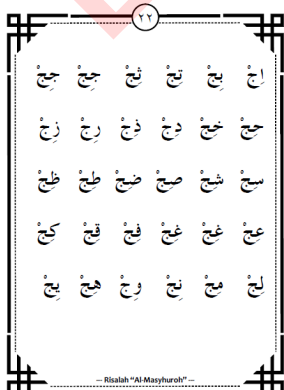 ٢٢
اِجْ بِجْ تِجْ ثِجْ جِجْ جِجْ
حِجْ خِجْ دِجْ ذِجْ رِجْ زِجْ
سِجْ شِجْ صِجْ ضِجْ طِجْ ظِجْ
عِجْ غِجْ غِجْ فِجْ قِجْ كِجْ
لِجْ مِجْ نِجْ وِجْ هِجْ يِجْ
--- Risalah “Al-Masyhuroh” ---